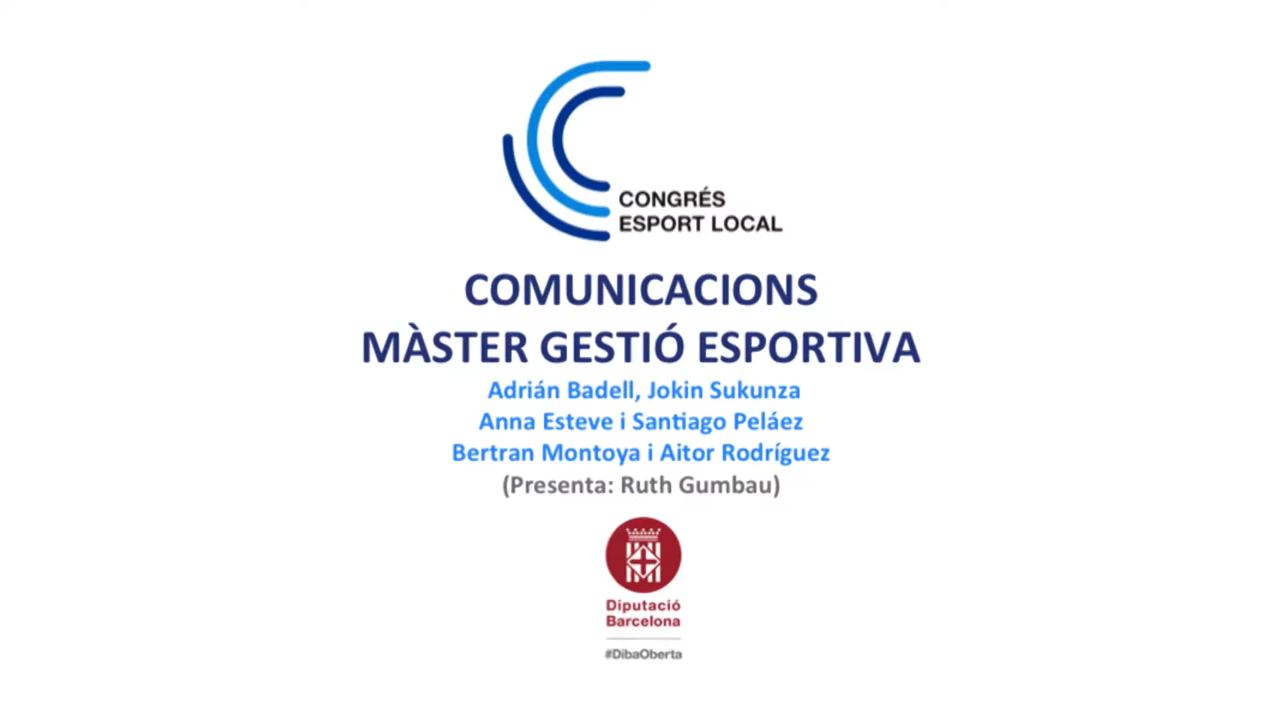 CONGRÉS
ESPORT LOCAL
COMUNICACIONS
MÀSTER GESTIÓ ESPORTIVA
Adrián Badell, Jokin Sukunza
Anna Esteve i Santiago Peláez
Bertran Montoya i Aitor Rodríguez
(Presenta: Ruth Gumbau)
Diputació
Barcelona
#DibaOberta